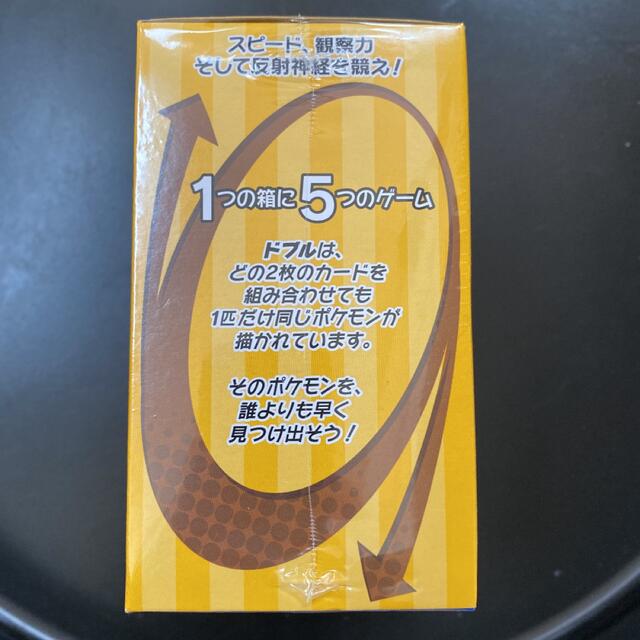 スピード、観察力
そして反射神経を競え！
1つの箱に5つのゲーム
ドブルは、
どの2枚のカードを
組み合わせても
1匹だけ同じポケモンが
描かれています。
そのポケモンを、
誰よりも早く
見つけ出そう！